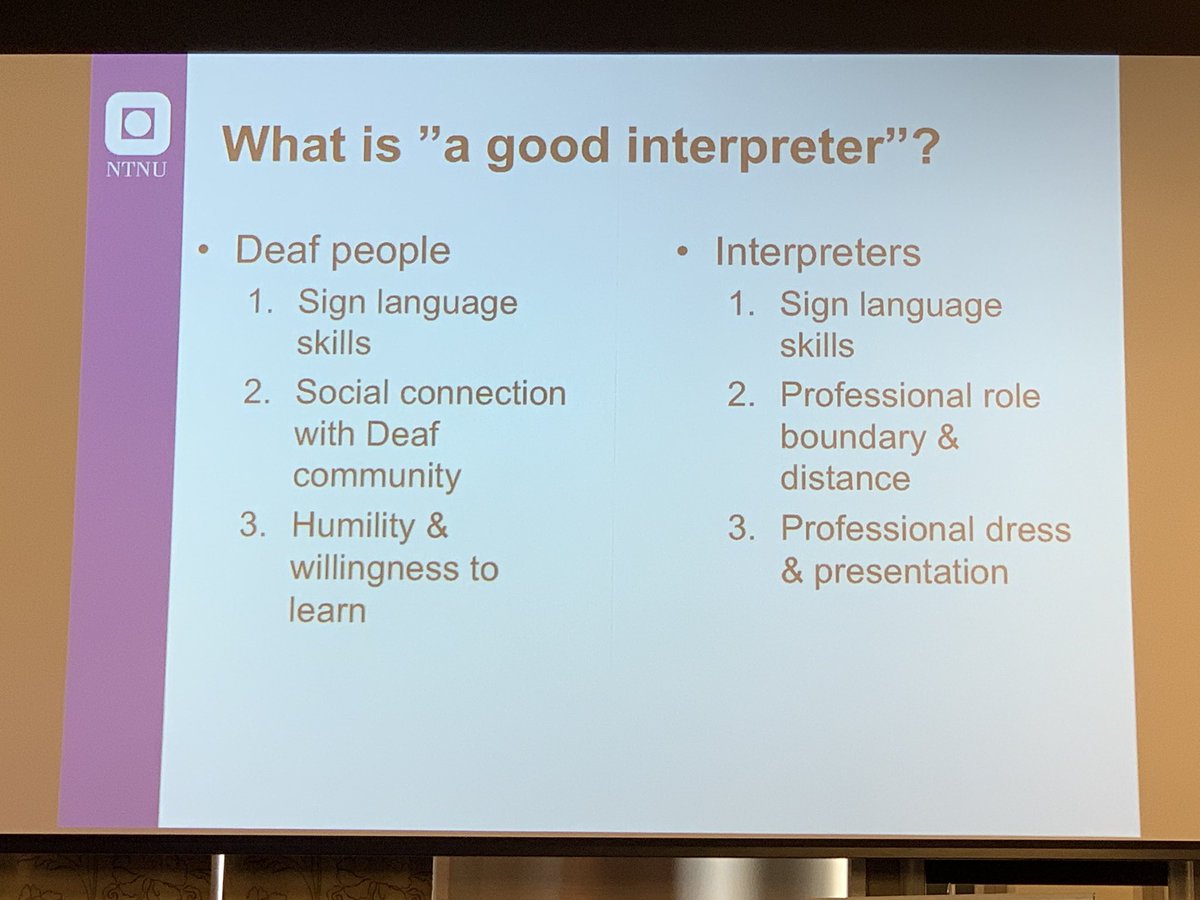 NTNU
What is ”a good interpreter”?
• Deaf people
1. Sign language
skills
2. Social connection
with Deaf
community
3. Humility &
willingness to
learn
• Interpreters
1. Sign language
skills
2. Professional role
boundary &
distance
3. Professional dress
& presentation